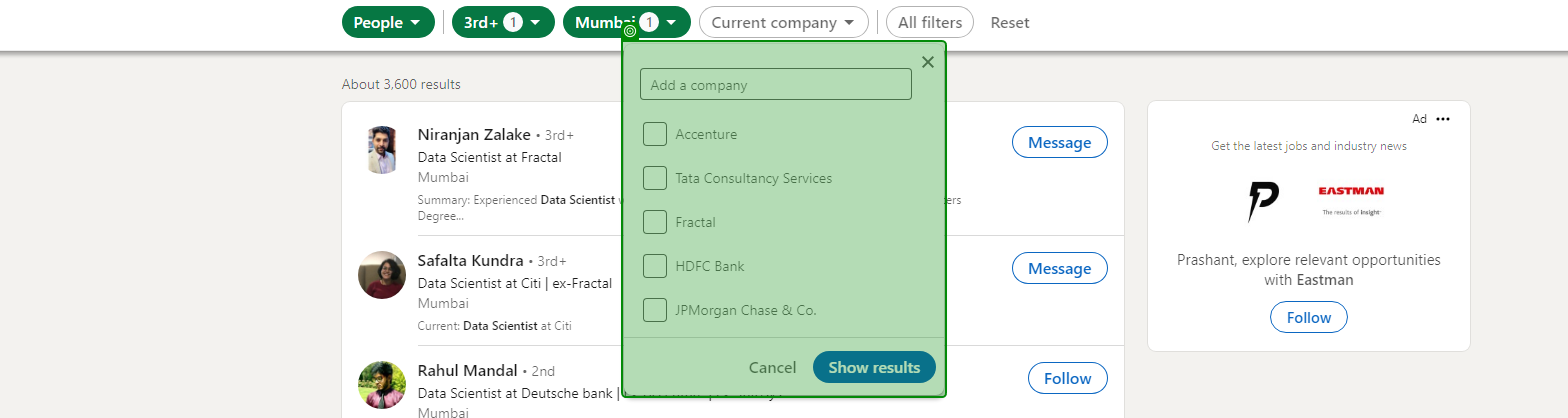 People
3rd+ 1
Mumbai 1
Current company
All filters
Reset
About 3,600 results
Niranjan Zalake • 3rd+
Data Scientist at Fractal
Mumbai
Summary: Experienced Data Scientist
Degree...
Message
Safalta Kundra • 3rd+
Data Scientist at Citi | ex-Fractal
Mumbai
Current: Data Scientist at Citi
Message
Rahul Mandal • 2nd
Data Scientist at Deutsche bank |
Mumbai
Follow
Add a company
Accenture
Tata Consultancy Services
Fractal
HDFC Bank
JPMorgan Chase & Co.
Cancel
Show results
Ad
Get the latest jobs and industry news
EASTMAN
The results of insight
Prashant, explore relevant opportunities
with Eastman
Follow